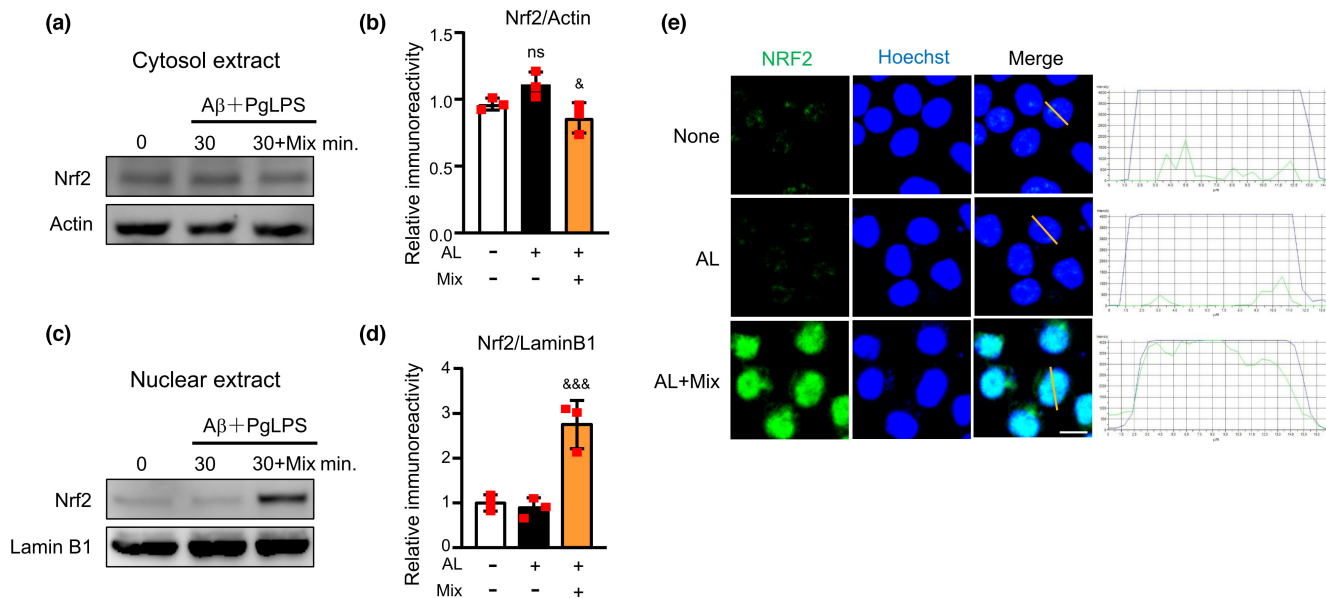 (a)
Cytosol extract
Aβ+PgLPS
0 30 30+Mix min.
Nrf2
Actin
(b)
Nrf2/Actin
Relative immunoreactivity
1.5
1.0
0.5
0.0
ns
&
AL - + +
Mix - - +
(c)
Nuclear extract
Aβ+PgLPS
0 30 30+Mix min.
Nrf2
Lamin B1
(d)
Nrf2/LaminB1
Relative immunoreactivity
4
3
2
1
0
&&&
AL - + +
Mix - - +
(e)
NRF2 Hoechst Merge
None
AL
AL+Mix